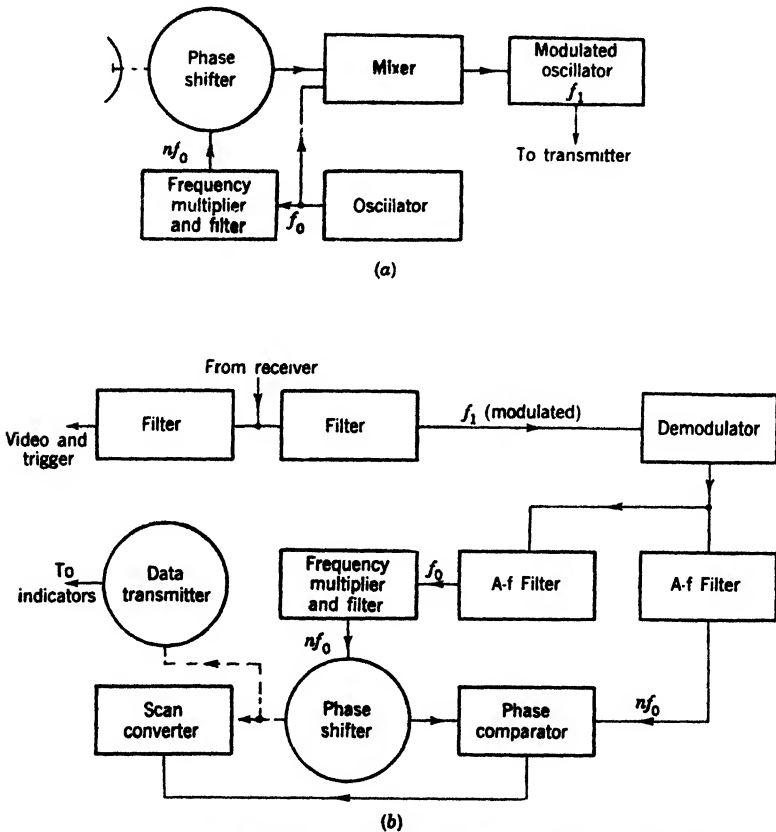 Phase
shifter
Mixer
Modulated
oscillator
f₁
To transmitter
nf₀
Frequency
multiplier
and filter
f₀
Oscillator
(a)
From receiver
Filter
Filter
f₁ (modulated)
Demodulator
Video and
trigger
To
indicators
Data
transmitter
Frequency
multiplier
and filter
f₀
A-f Filter
A-f Filter
nf₀
Scan
converter
Phase
shifter
Phase
comparator
nf₀
(b)